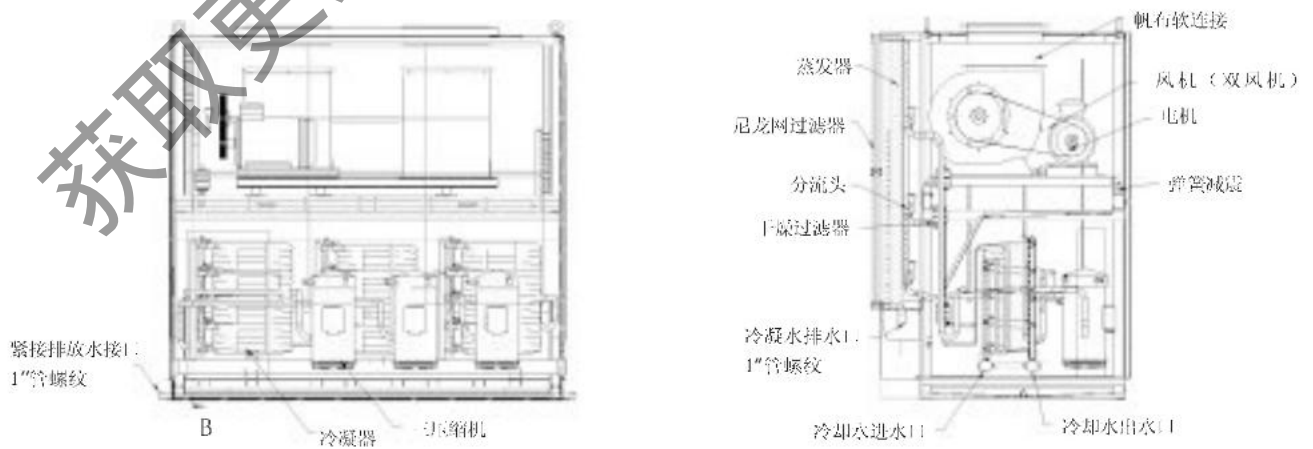 获取更
紧接排放水接口
1"管螺纹
B
冷凝器
压缩机
帆布软连接
蒸发器
风机（双风机）
尼龙网过滤器
电机
分流头
弹簧减震
干燥过滤器
冷凝水排水口
1"管螺纹
冷却水进水口
冷却水出水口